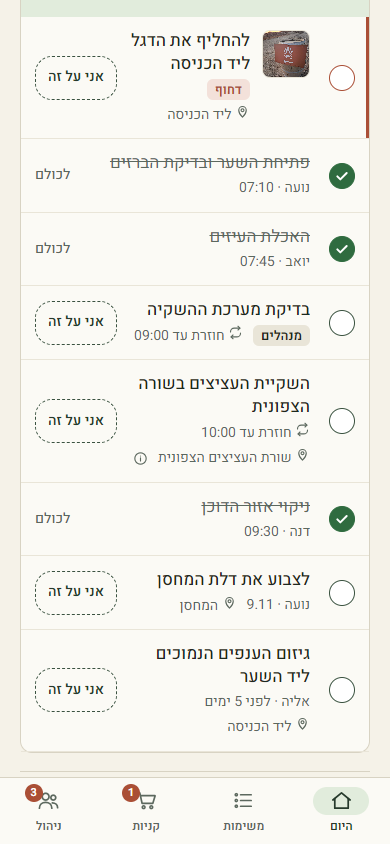 להחליף את הדגל
ליד הכניסה
דחוף
ליד הכניסה
אני על זה
פתיחת השער ובדיקת הברזים
נועה · 07:10
לכולם
האכלת העיזים
יואב · 07:45
לכולם
בדיקת מערכת ההשקיה
מנהלים חוזרת עד 09:00
אני על זה
השקיית העציצים בשורה
הצפונית
חוזרת עד 10:00
שורת העציצים הצפונית
אני על זה
ניקוי אזור הדוכן
דנה · 09:30
לכולם
לצבוע את דלת המחסן
נועה · 9.11 המחסן
אני על זה
גיזום הענפים הנמוכים
ליד השער
אליה · לפני 5 ימים
ליד הכניסה
אני על זה
היום
משימות
1
קניות
3
ניהול